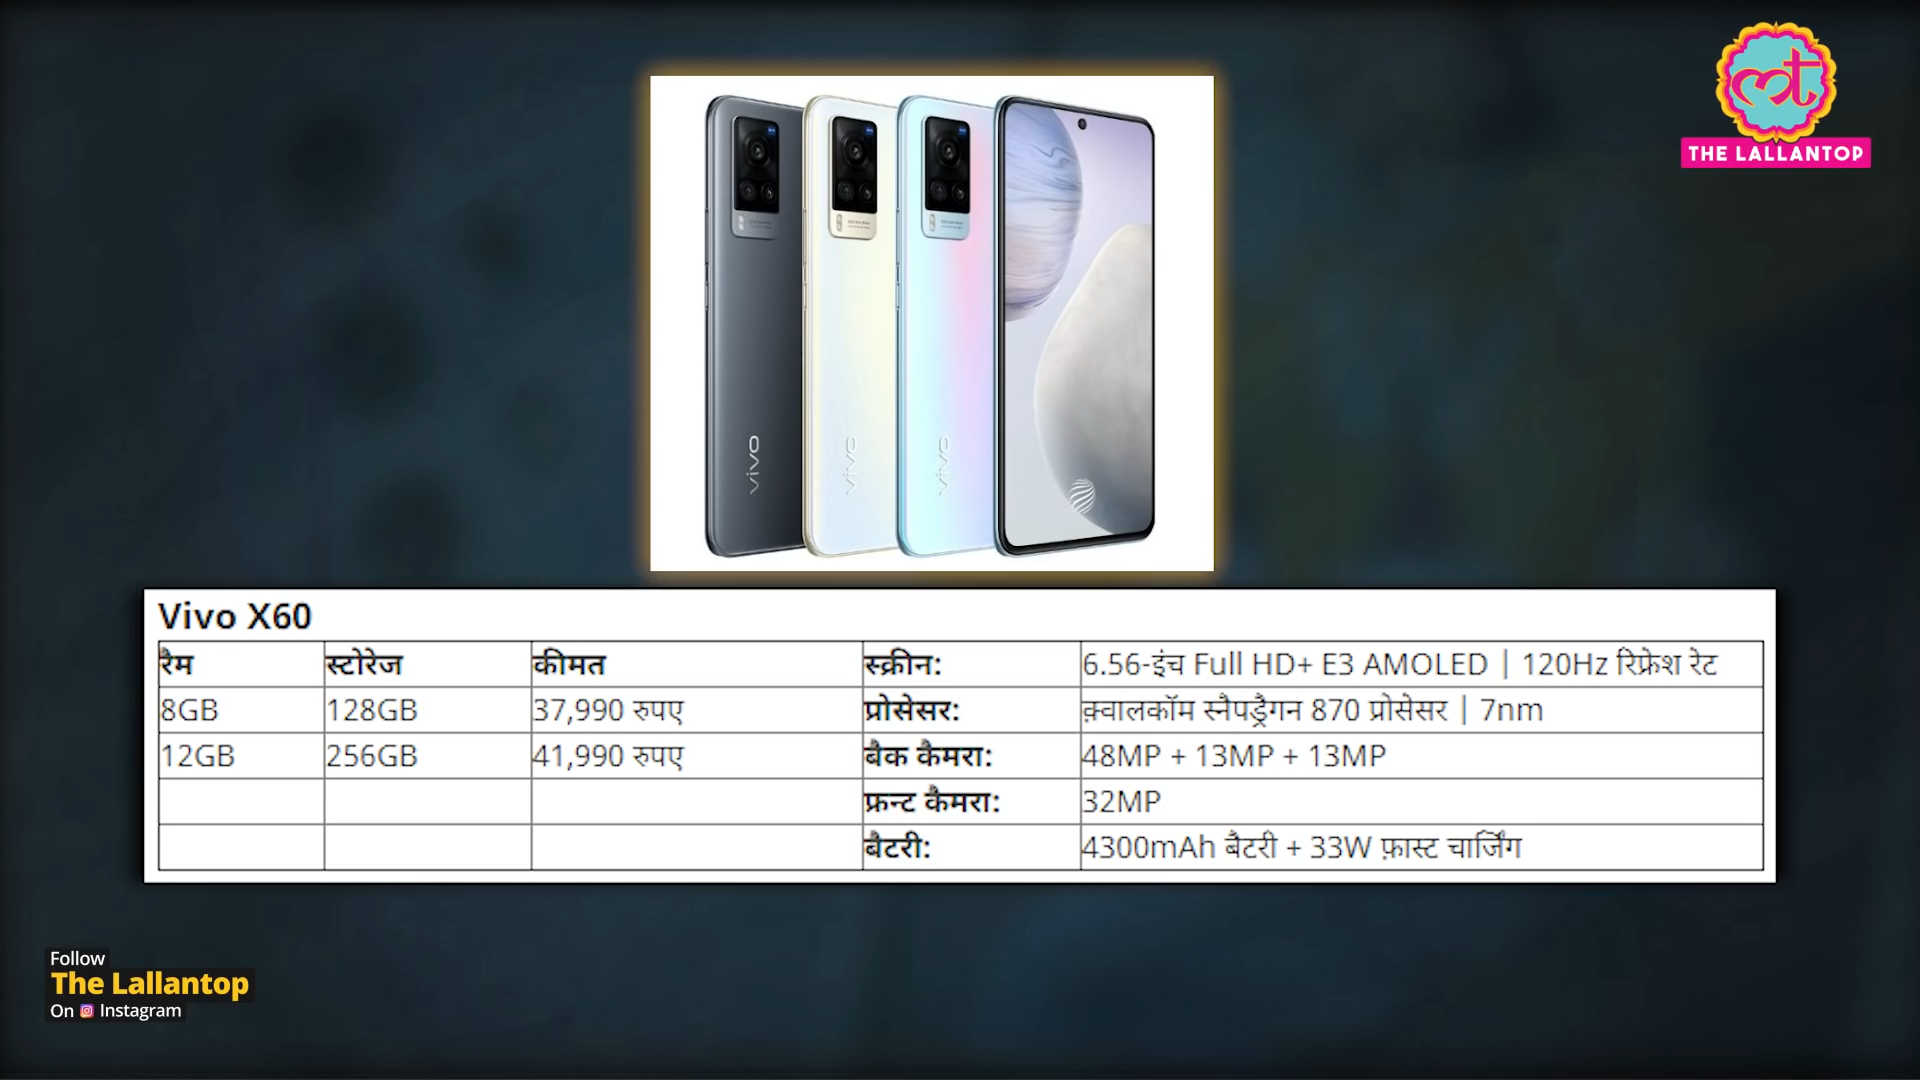 THE LALLANTOP
vivo
vivo
vivo
Vivo X60
रैम स्टोरेज कीमत स्क्रीन: 6.56-इंच Full HD+ E3 AMOLED | 120Hz रिफ्रेश रेट
8GB 128GB 37,990 रुपए प्रोसेसर: क़्वालकॉम स्नैपड्रैगन 870 प्रोसेसर | 7nm
12GB 256GB 41,990 रुपए बैक कैमरा: 48MP + 13MP + 13MP
फ्रन्ट कैमरा: 32MP
बैटरी: 4300mAh बैटरी + 33W फ़ास्ट चार्जिंग
Follow
The Lallantop
On Instagram